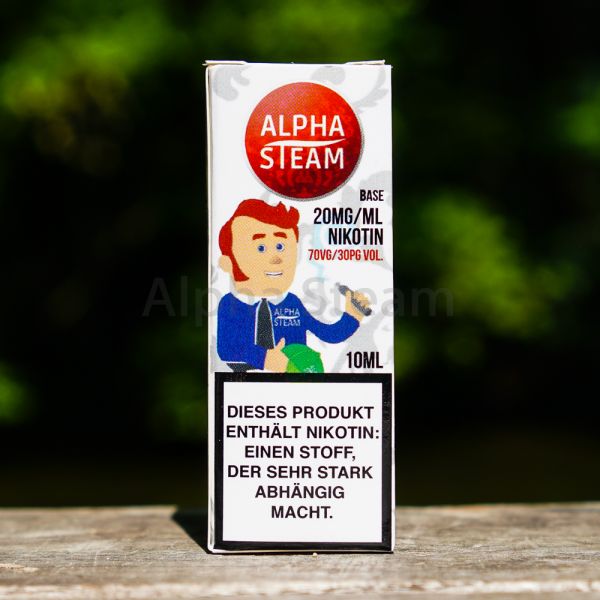 ALPHA
STEAM
BASE
20MG/ML
NIKOTIN
70VG/30PG VOL.
Alpha Steam
ALPHA
STEAM
10ML
DIESES PRODUKT
ENTHÄLT NIKOTIN:
EINEN STOFF,
DER SEHR STARK
ABHÄNGIG
MACHT.